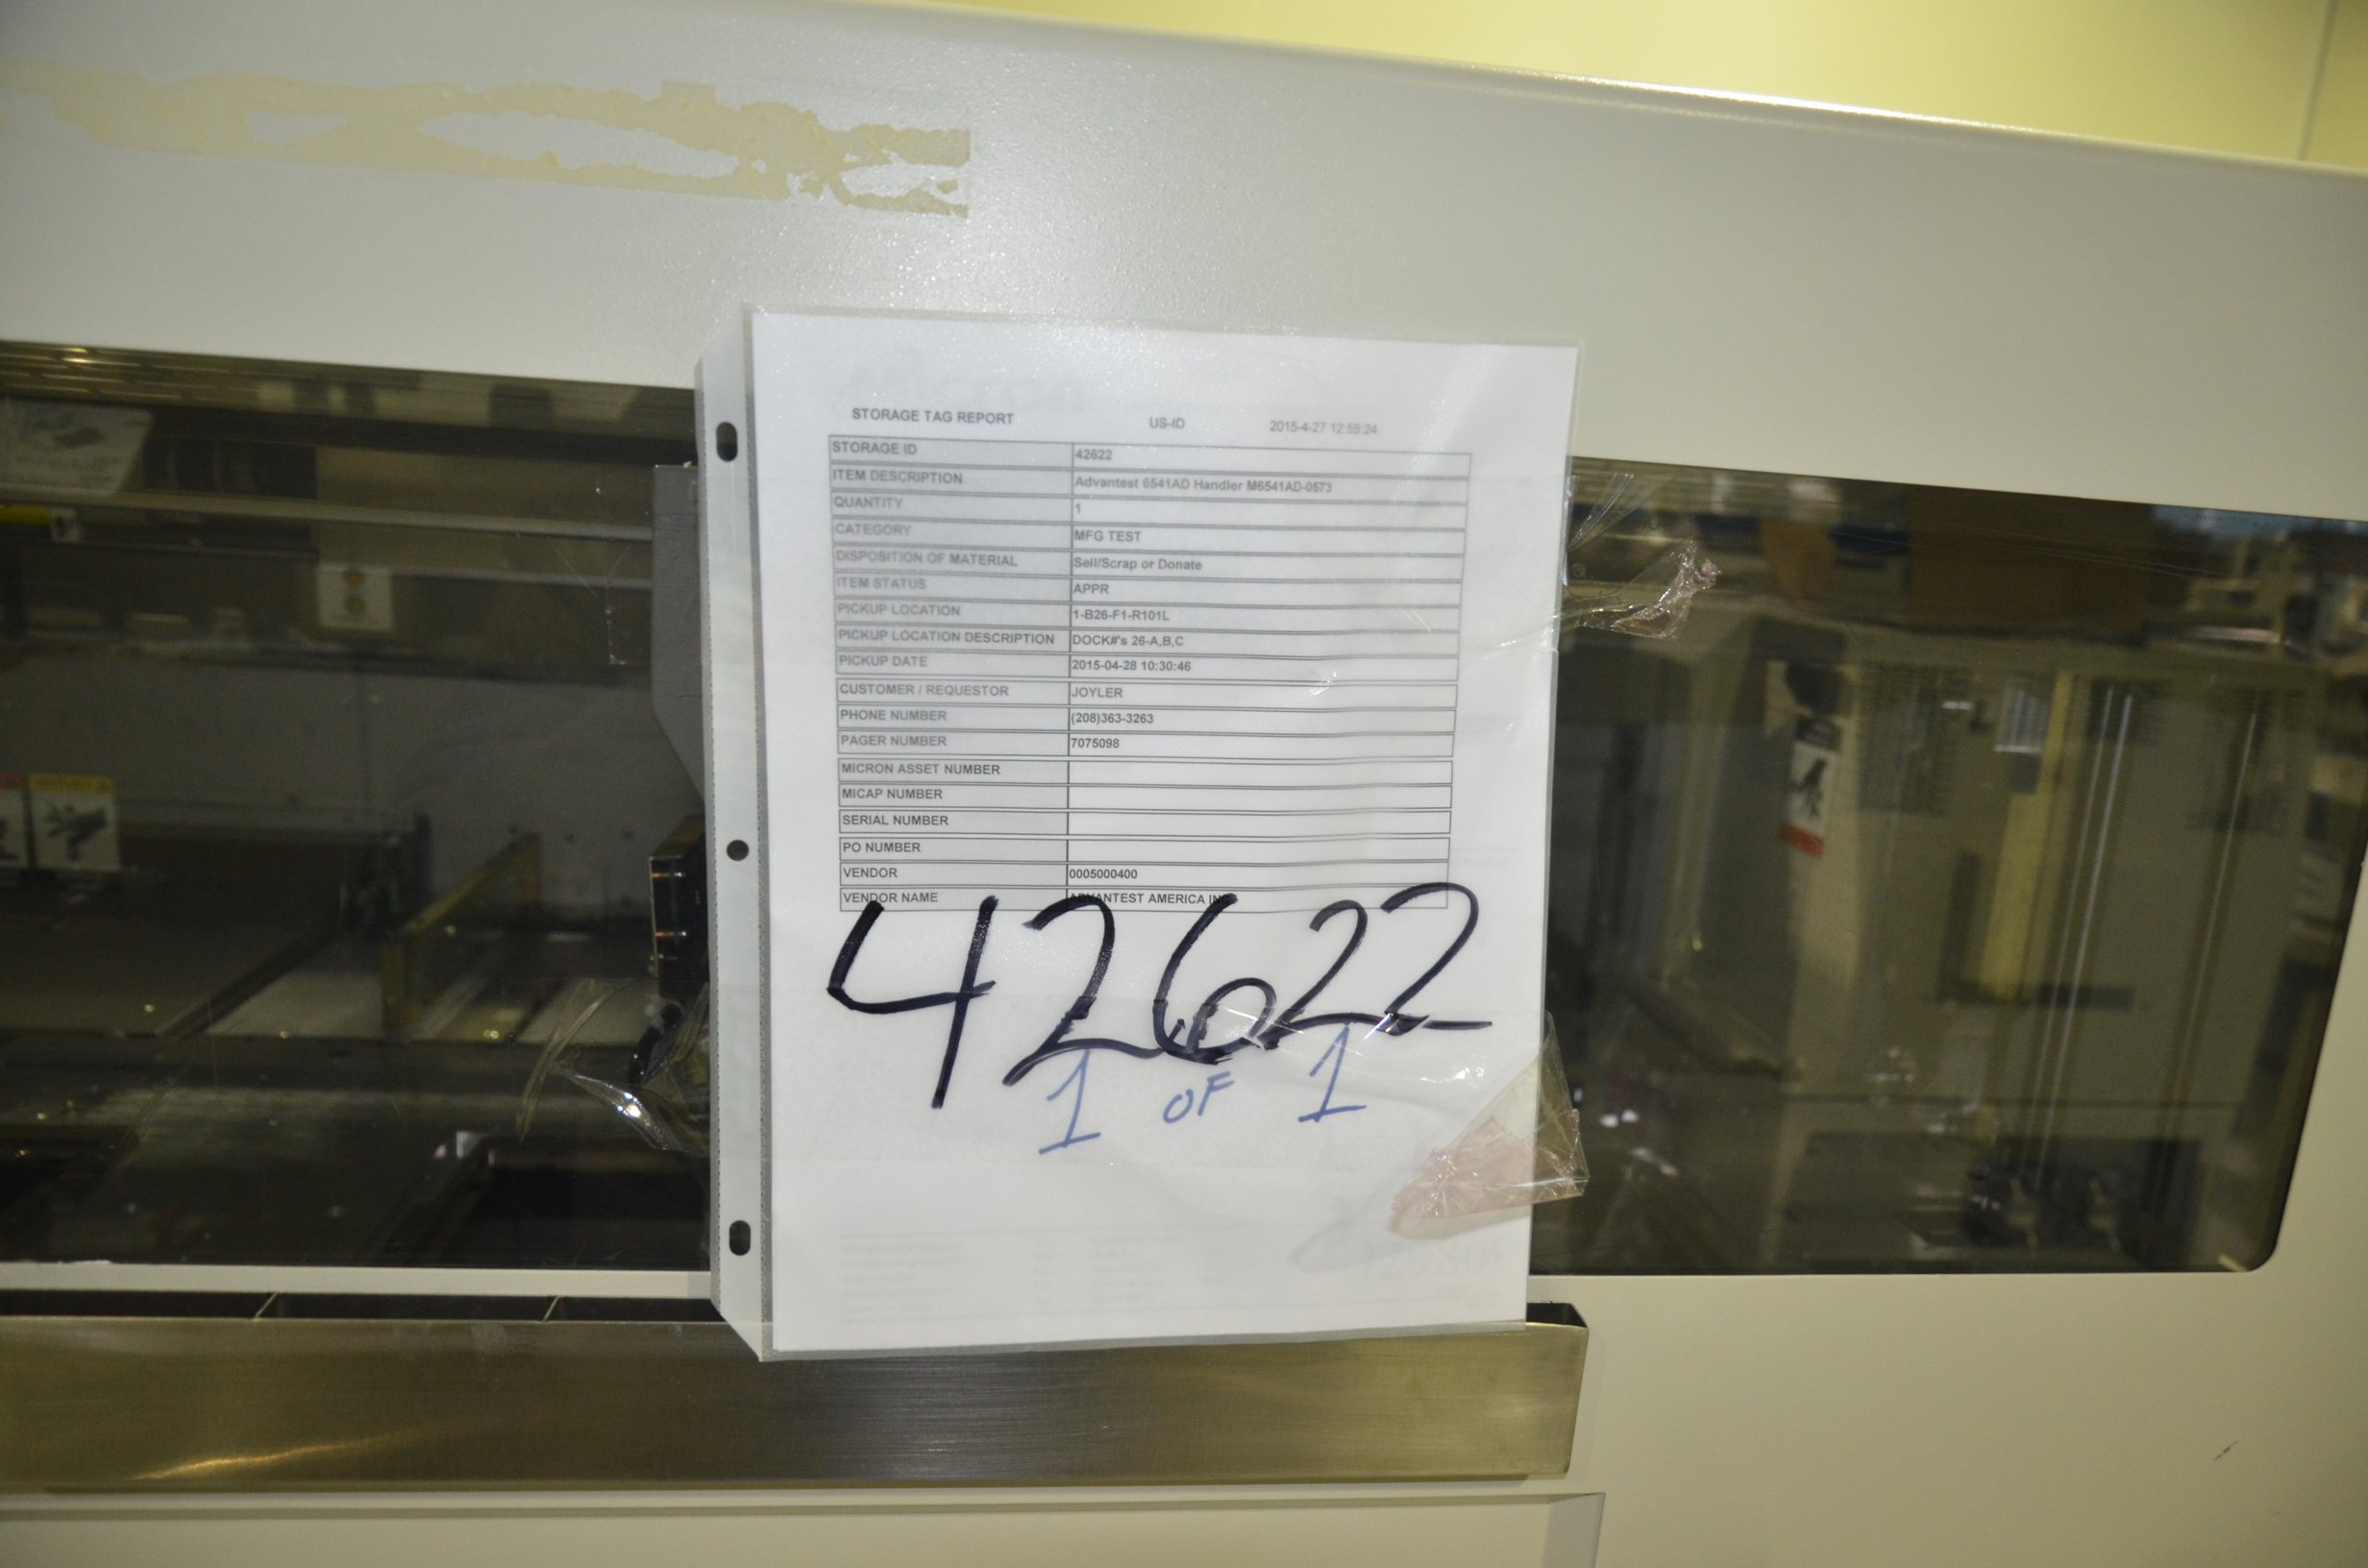 STORAGE TAG REPORT US-ID 2015-4-27 12:55:24
STORAGE ID 42622
ITEM DESCRIPTION Advantest 6541AD Handler M6541AD-0573
QUANTITY 1
CATEGORY MFG TEST
DISPOSITION OF MATERIAL Sell/Scrap or Donate
ITEM STATUS APPR
PICKUP LOCATION 1-B26-F1-R101L
PICKUP LOCATION DESCRIPTION DOCK#'s 26-A,B,C
PICKUP DATE 2015-04-28 10:30:46
CUSTOMER / REQUESTOR JOYLER
PHONE NUMBER (208)363-3263
PAGER NUMBER 7075098
MICRON ASSET NUMBER
MICAP NUMBER
SERIAL NUMBER
PO NUMBER
VENDOR 0005000400
VENDOR NAME ADVANTEST AMERICA INC
42622
1 OF 1